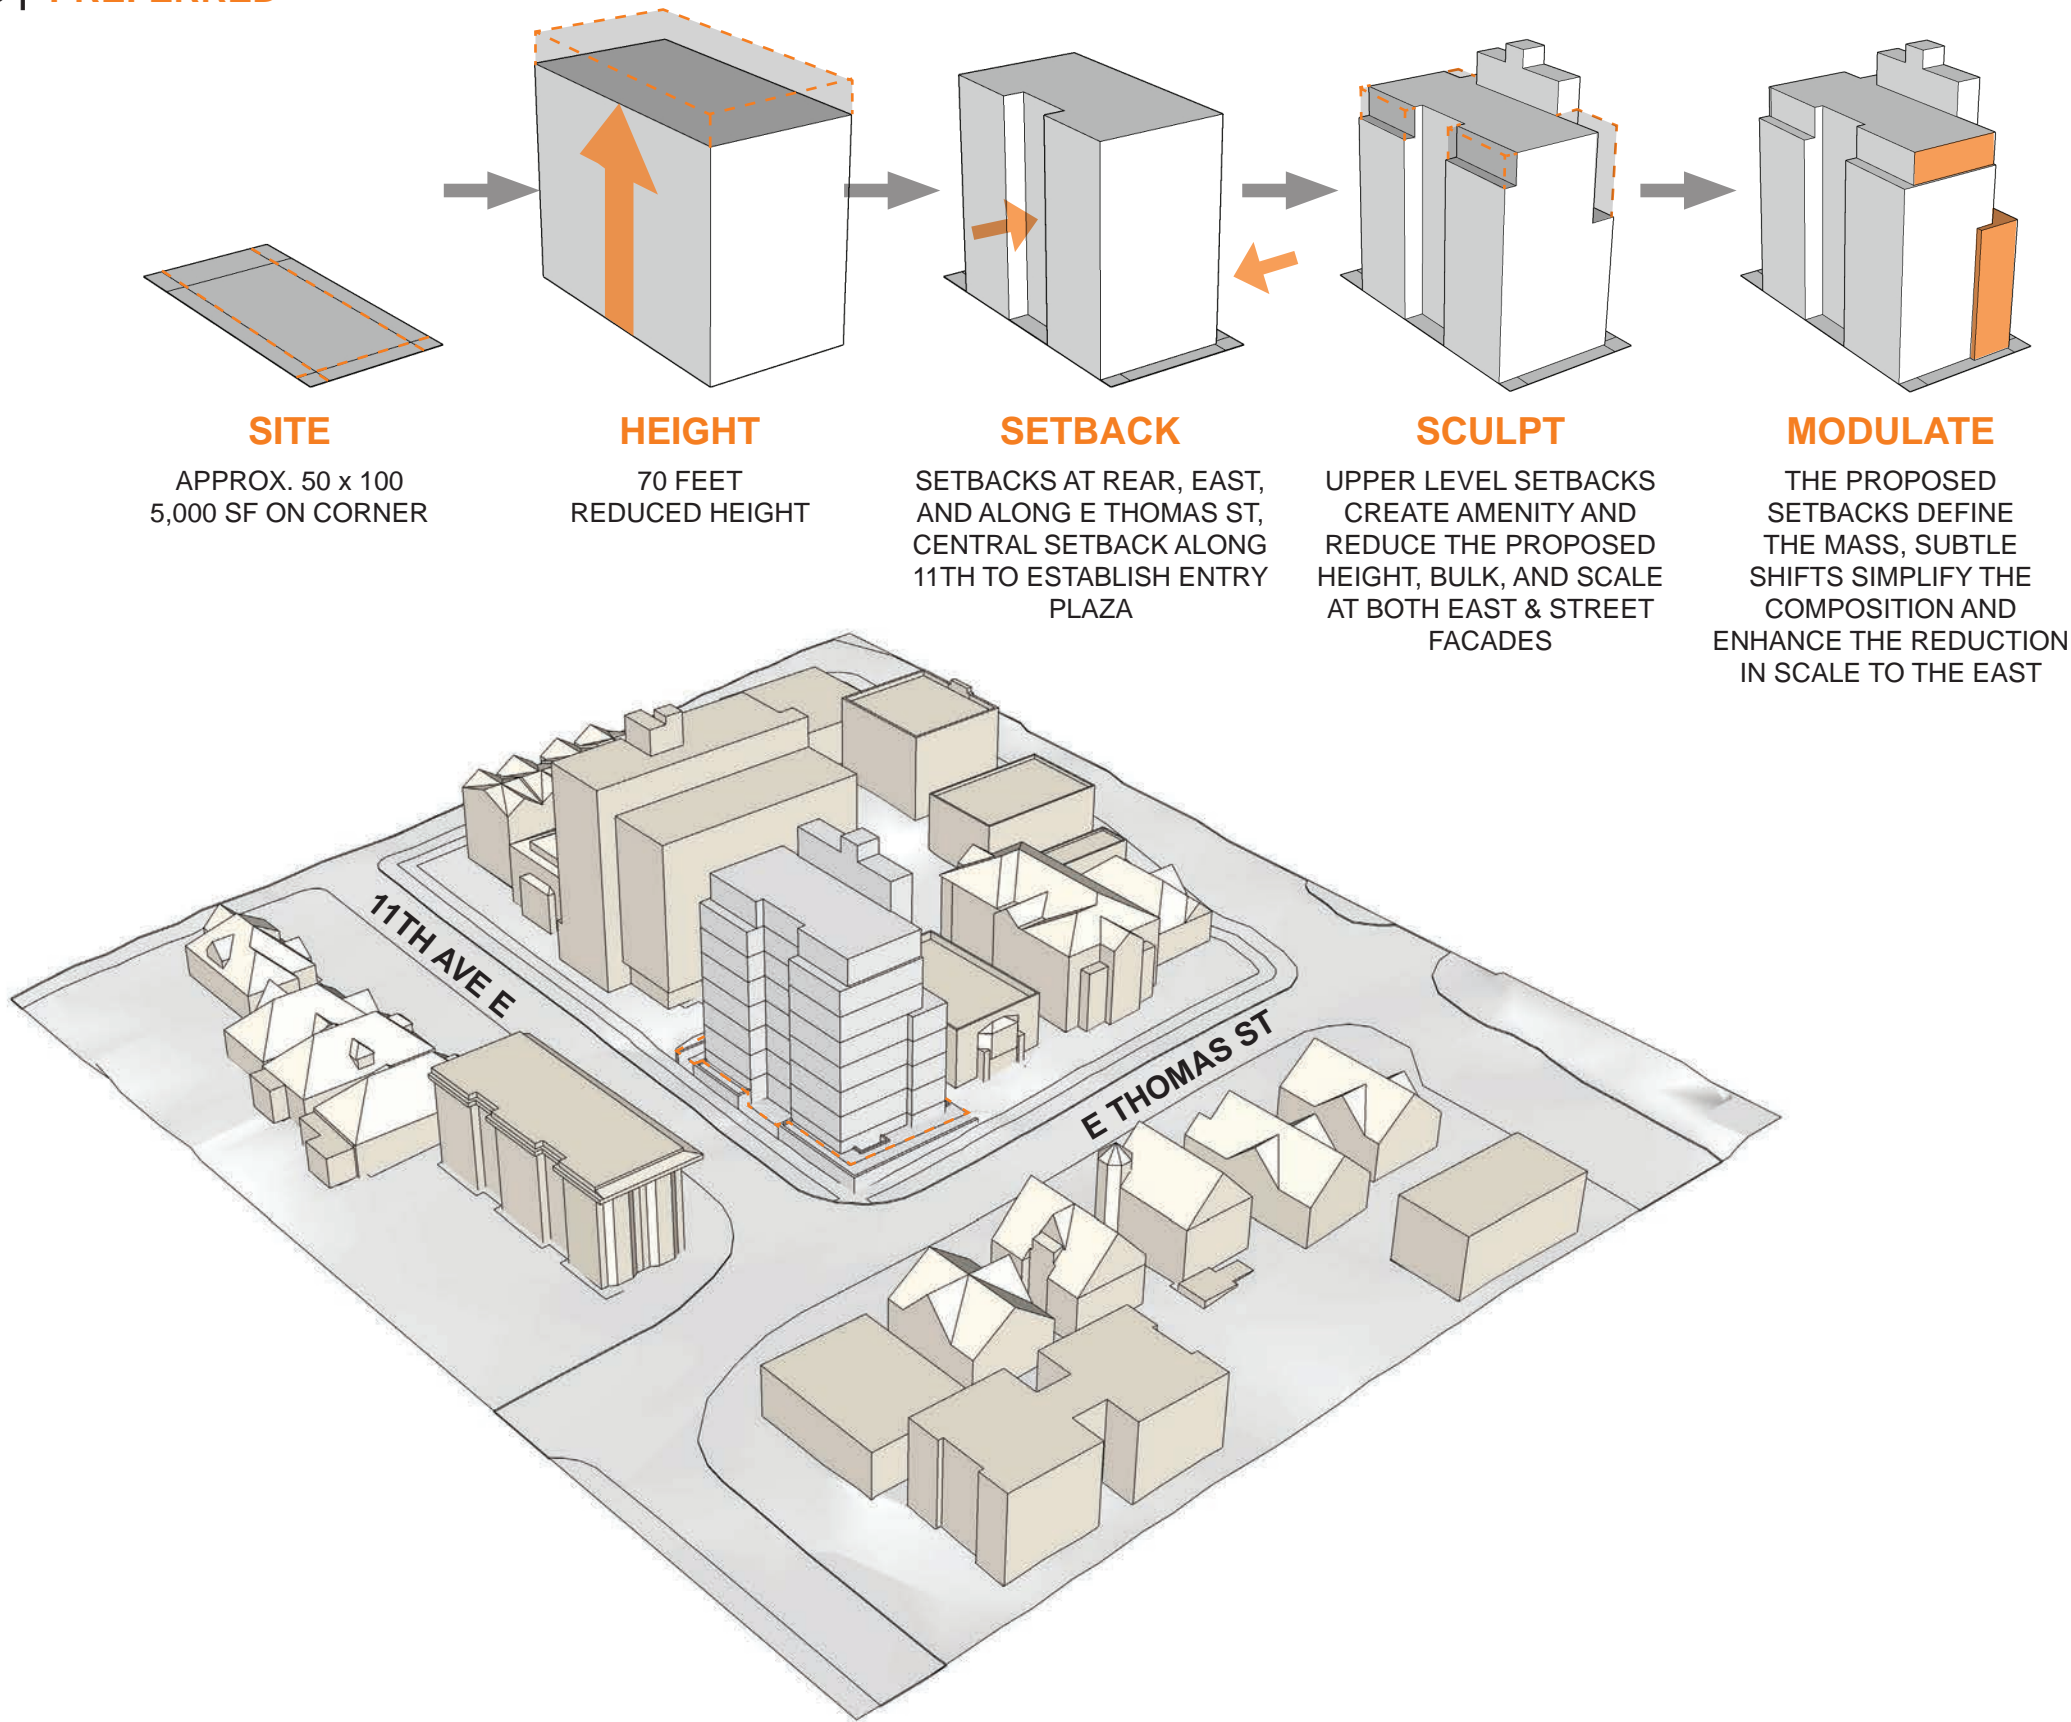 SITE
APPROX. 50 x 100
5,000 SF ON CORNER
HEIGHT
70 FEET
REDUCED HEIGHT
SETBACK
SETBACKS AT REAR, EAST,
AND ALONG E THOMAS ST,
CENTRAL SETBACK ALONG
11TH TO ESTABLISH ENTRY
PLAZA
SCULPT
UPPER LEVEL SETBACKS
CREATE AMENITY AND
REDUCE THE PROPOSED
HEIGHT, BULK, AND SCALE
AT BOTH EAST & STREET
FACADES
MODULATE
THE PROPOSED
SETBACKS DEFINE
THE MASS, SUBTLE
SHIFTS SIMPLIFY THE
COMPOSITION AND
ENHANCE THE REDUCTION
IN SCALE TO THE EAST
11TH AVE E
E THOMAS ST